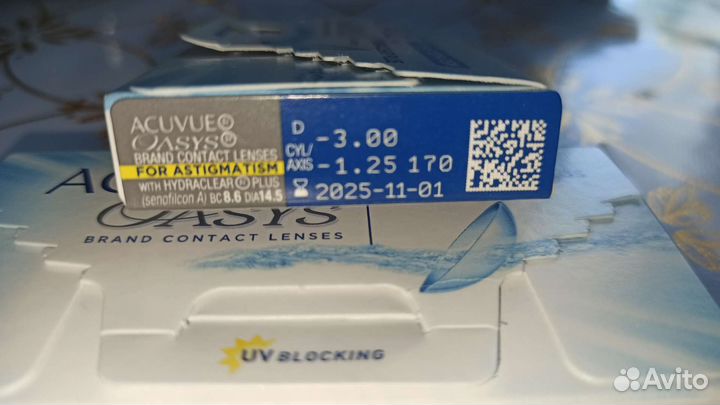 ACUVUE®
OASYS®
BRAND CONTACT LENSES
FOR ASTIGMATISM
WITH HYDRACLEAR® PLUS
(senofilcon A) BC 8.6 DIA 14.5
D -3.00
CYL/
AXIS -1.25 170
2025-11-01
OASYS
BRAND CONTACT LENSES
UV BLOCKING
Avito